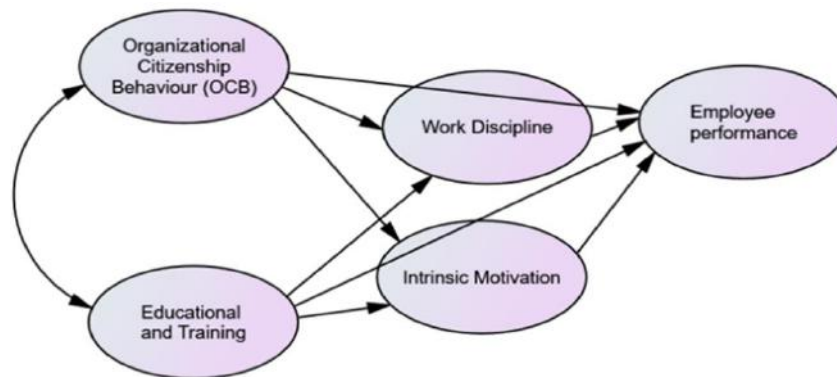 Organizational
Citizenship
Behaviour (OCB)
Work Discipline
Employee
performance
Intrinsic Motivation
Educational
and Training